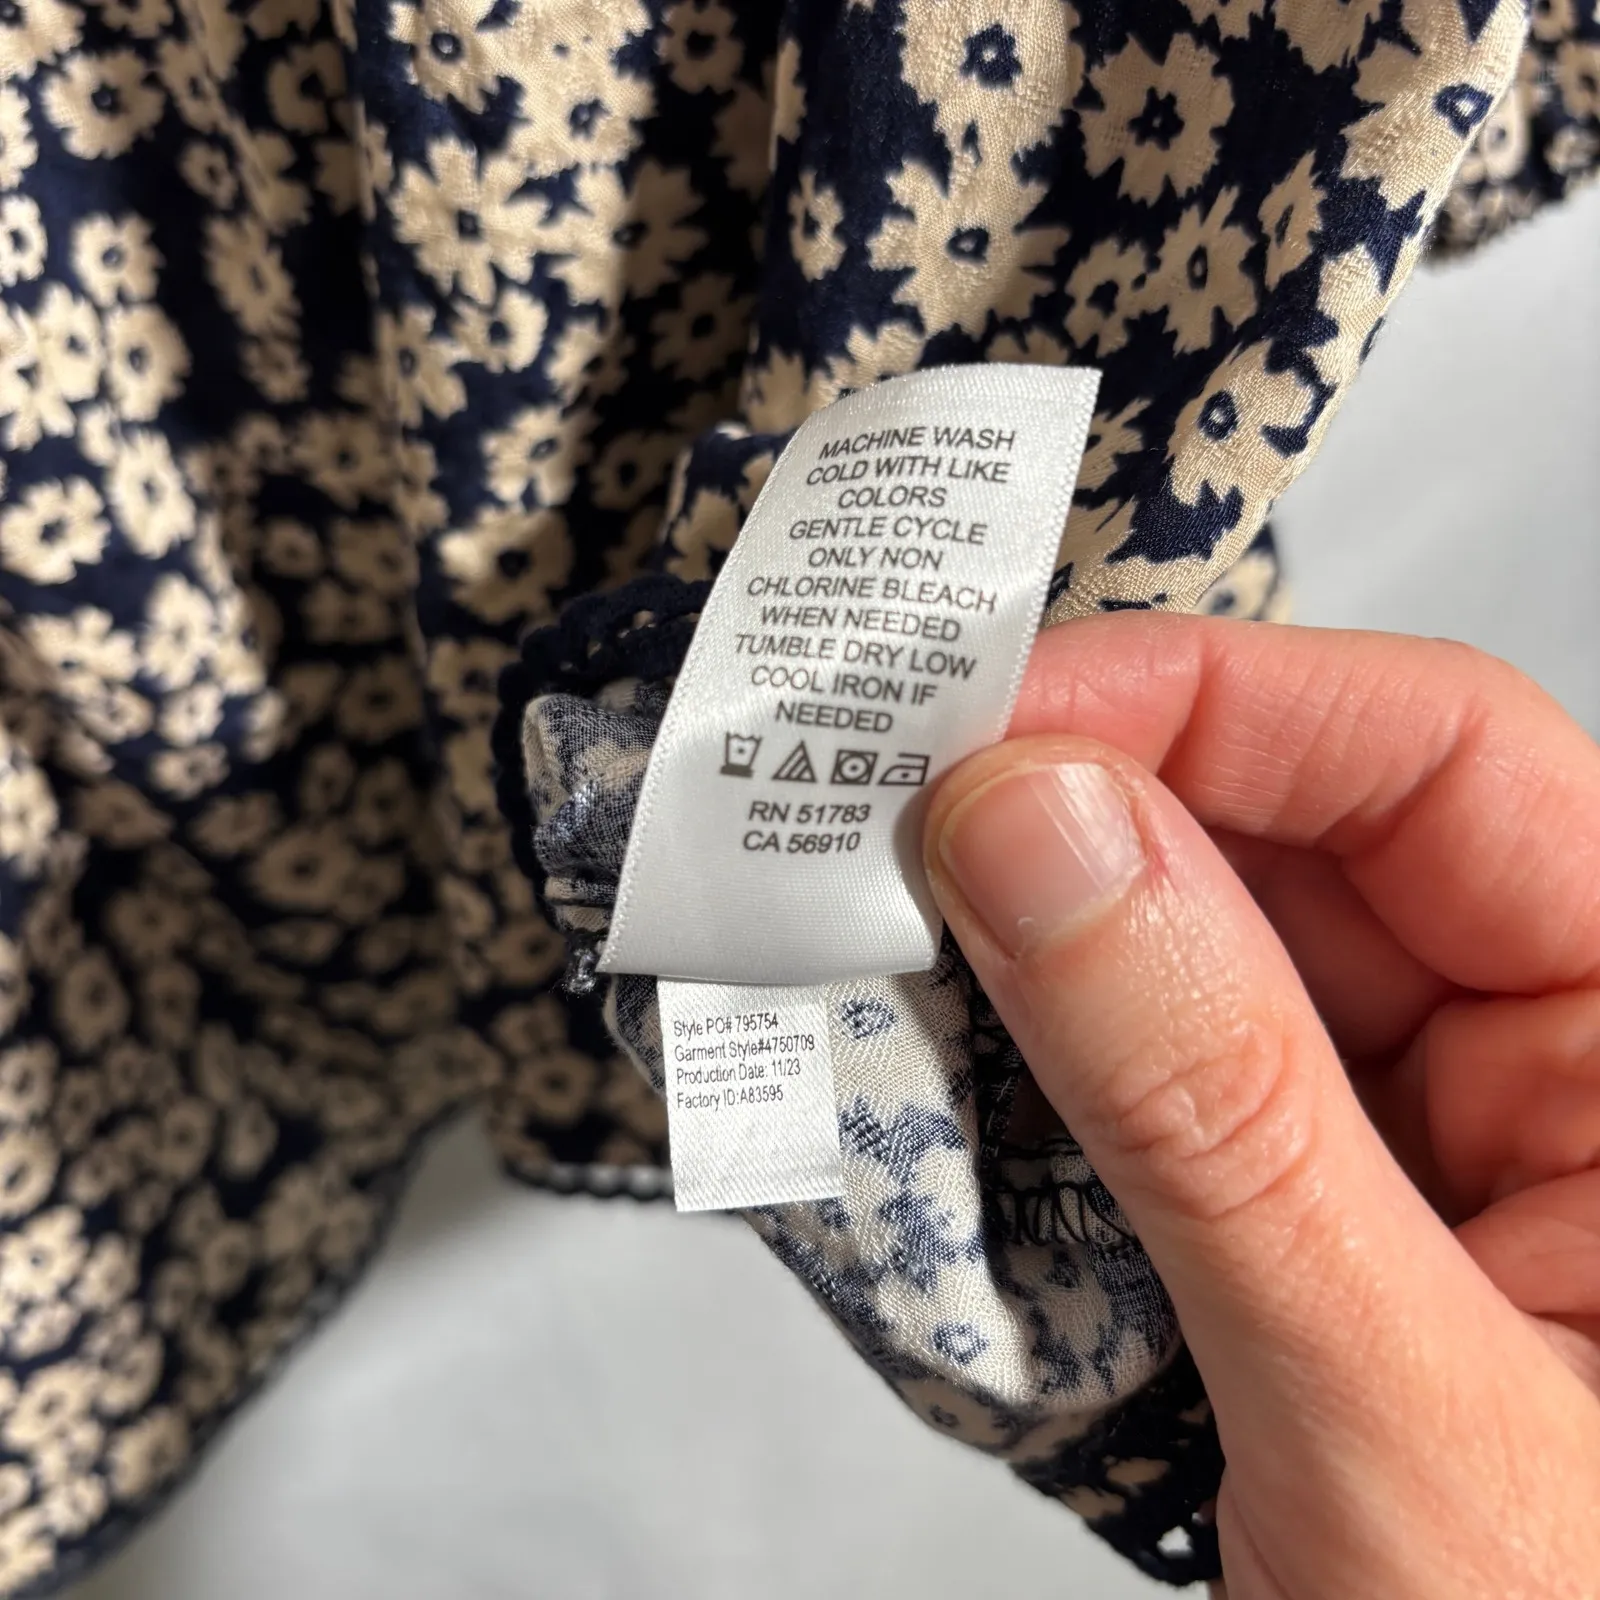 MACHINE WASH
COLD WITH LIKE
COLORS
GENTLE CYCLE
ONLY NON
CHLORINE BLEACH
WHEN NEEDED
TUMBLE DRY LOW
COOL IRON IF
NEEDED
RN 51783
CA 56910
Style PO# 795754
Garment Style#4750709
Production Date: 11/23
Factory ID:A83595